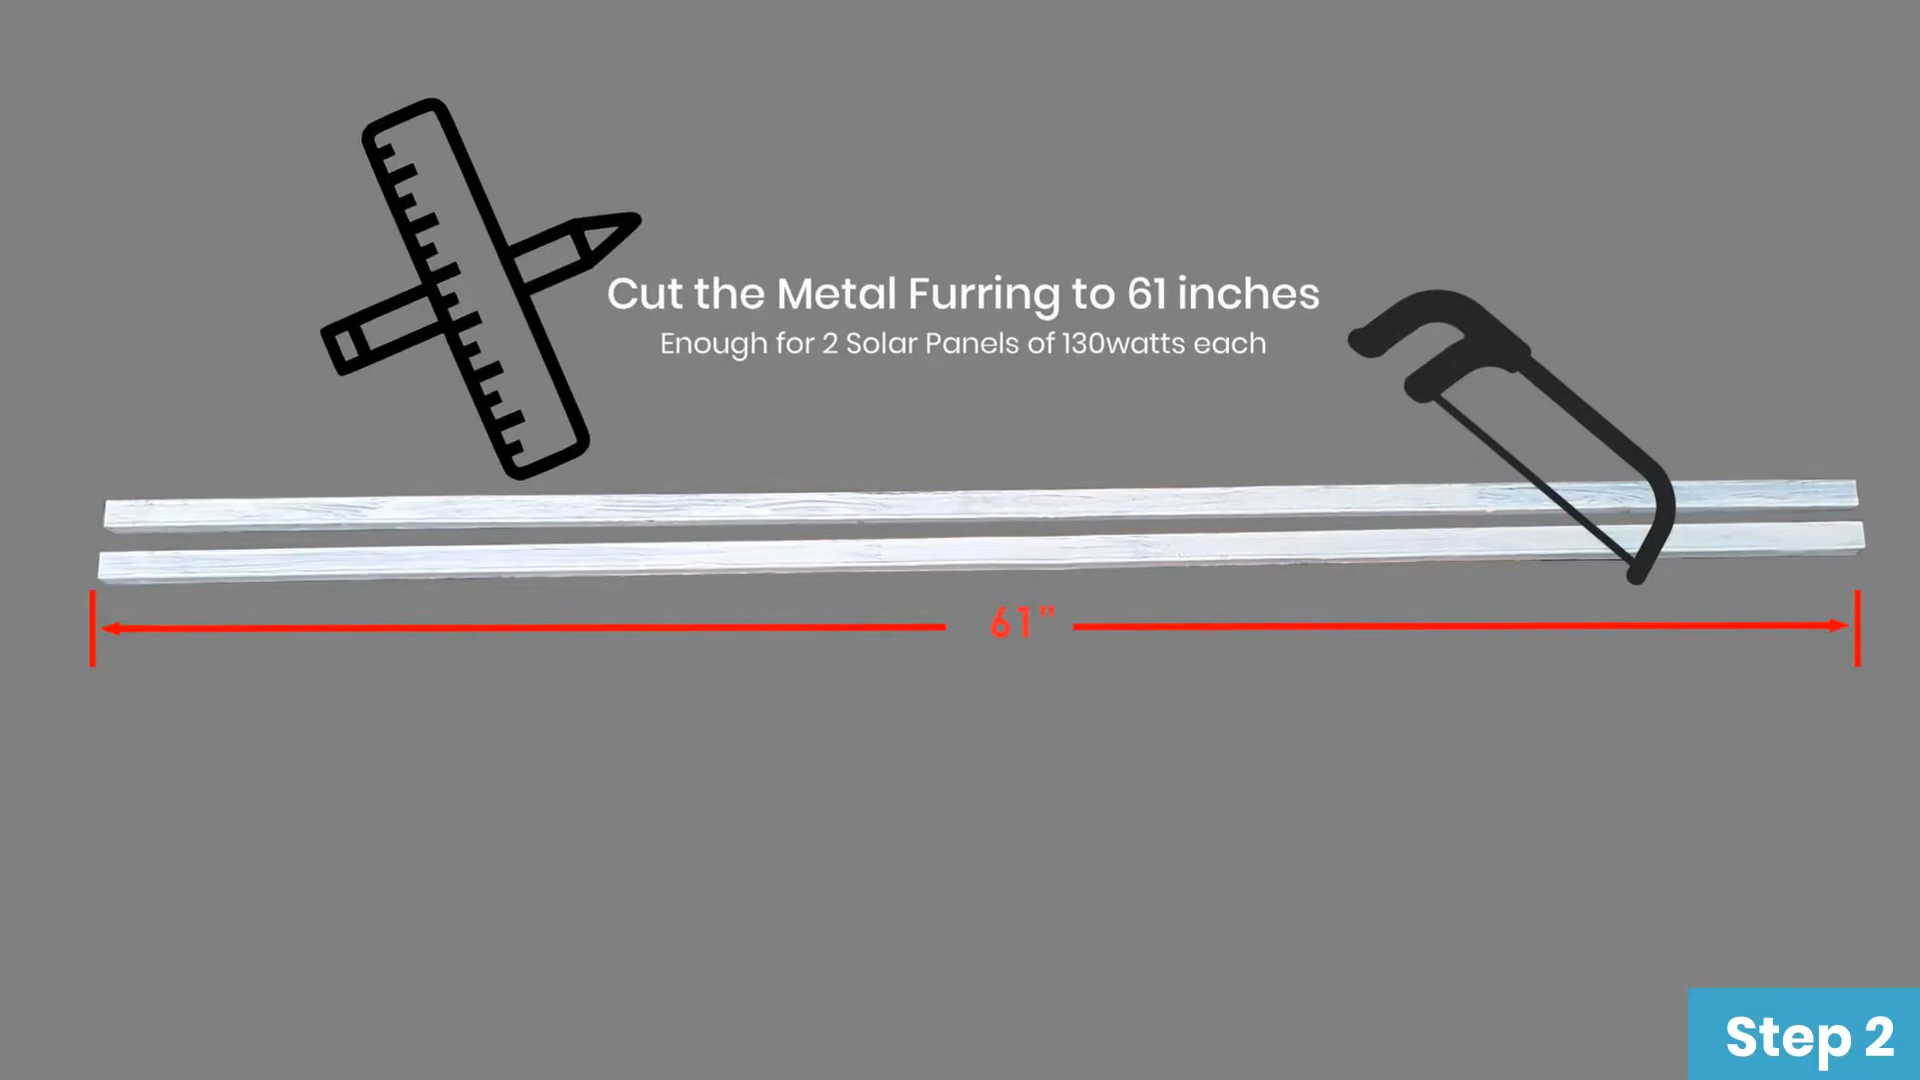 Cut the Metal Furring to 61 inches
Enough for 2 Solar Panels of 130watts each
61"
Step 2